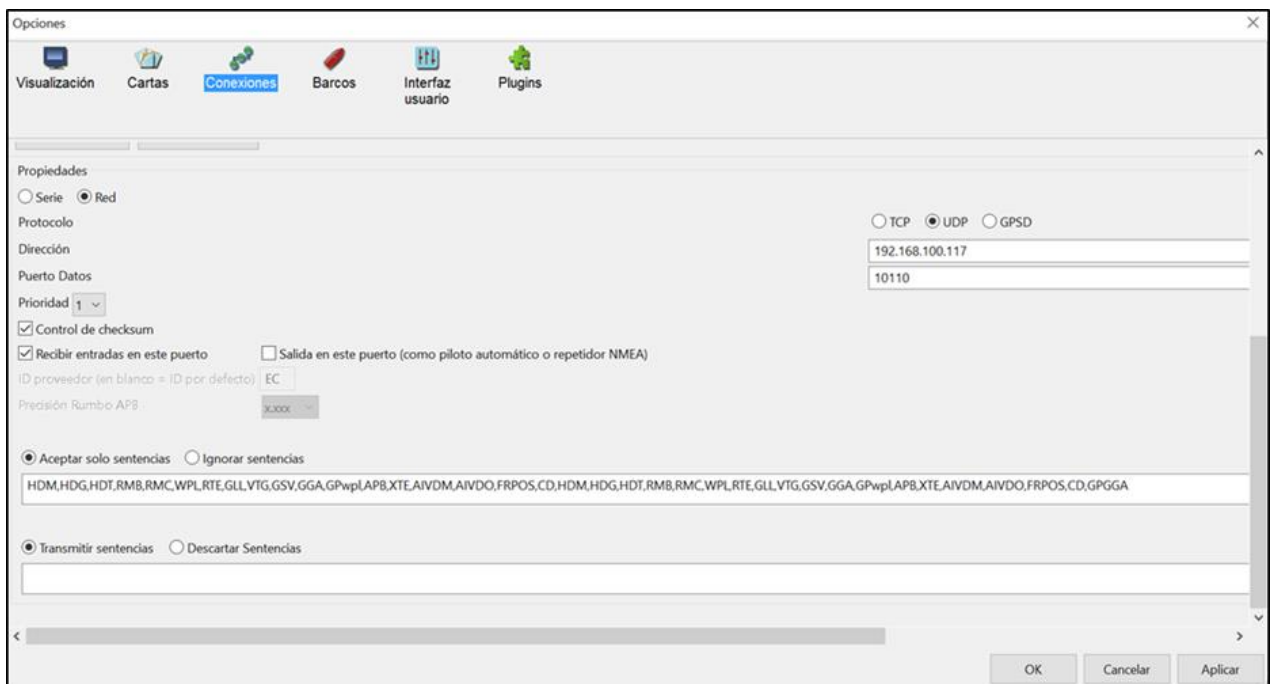 Opciones
Visualización
Cartas
Conexiones
Barcos
Interfaz usuario
Plugins
Propiedades
Serie Red
Protocolo TCP UDP GPSD
Dirección 192.168.100.117
Puerto Datos 10110
Prioridad 1
Control de checksum
Recibir entradas en este puerto Salida en este puerto (como piloto automático o repetidor NMEA)
ID proveedor (en blanco = ID por defecto) EC
Precisión Rumbo APB x.xxx
Aceptar solo sentencias Ignorar sentencias
HDM,HDG,HDT,RMB,RMC,WPL,RTE,GLL,VTG,GSV,GGA,GPwpl,APB,XTE,AIVDM,AIVDO,FRPOS,CD,HDM,HDG,HDT,RMB,RMC,WPL,RTE,GLL,VTG,GSV,GGA,GPwpl,APB,XTE,AIVDM,AIVDO,FRPOS,CD,GPGGA
Transmitir sentencias Descartar Sentencias
OK Cancelar Aplicar